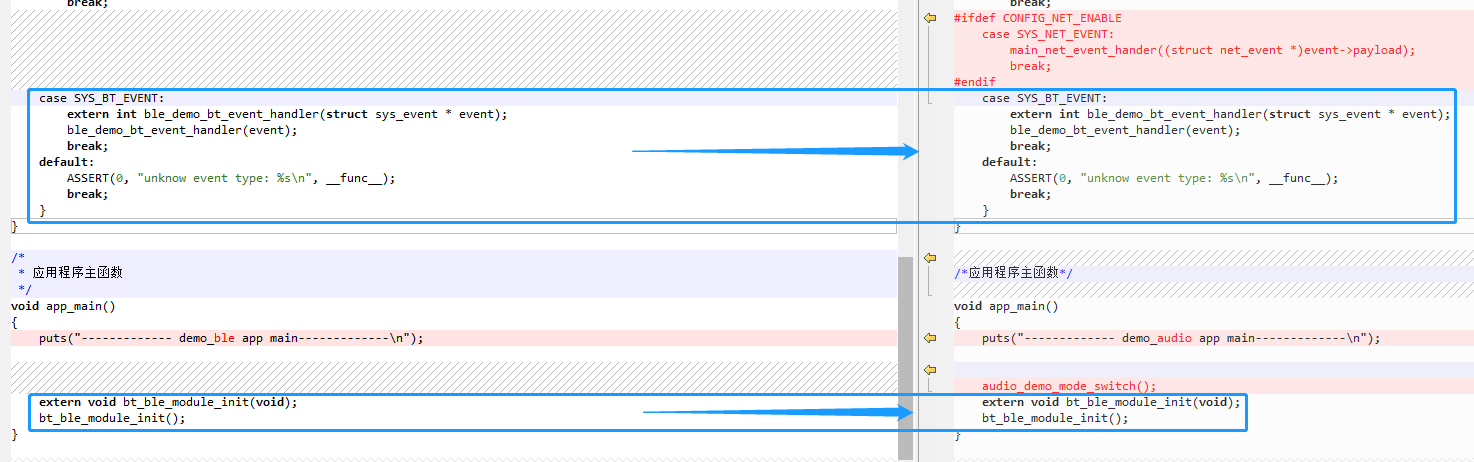 break;
case SYS_BT_EVENT:
extern int ble_demo_bt_event_handler(struct sys_event * event);
ble_demo_bt_event_handler(event);
break;
default:
ASSERT(0, "unknow event type: %s\n", __func__);
break;
}
}
/*
* 应用程序主函数
*/
void app_main()
{
puts("------------- demo_ble app main-------------\n");
extern void bt_ble_module_init(void);
bt_ble_module_init();
}
break;
#ifdef CONFIG_NET_ENABLE
case SYS_NET_EVENT:
main_net_event_hander((struct net_event *)event->payload);
break;
#endif
case SYS_BT_EVENT:
extern int ble_demo_bt_event_handler(struct sys_event * event);
ble_demo_bt_event_handler(event);
break;
default:
ASSERT(0, "unknow event type: %s\n", __func__);
break;
}
}
/*应用程序主函数*/
void app_main()
{
puts("------------- demo_audio app main-------------\n");
audio_demo_mode_switch();
extern void bt_ble_module_init(void);
bt_ble_module_init();
}